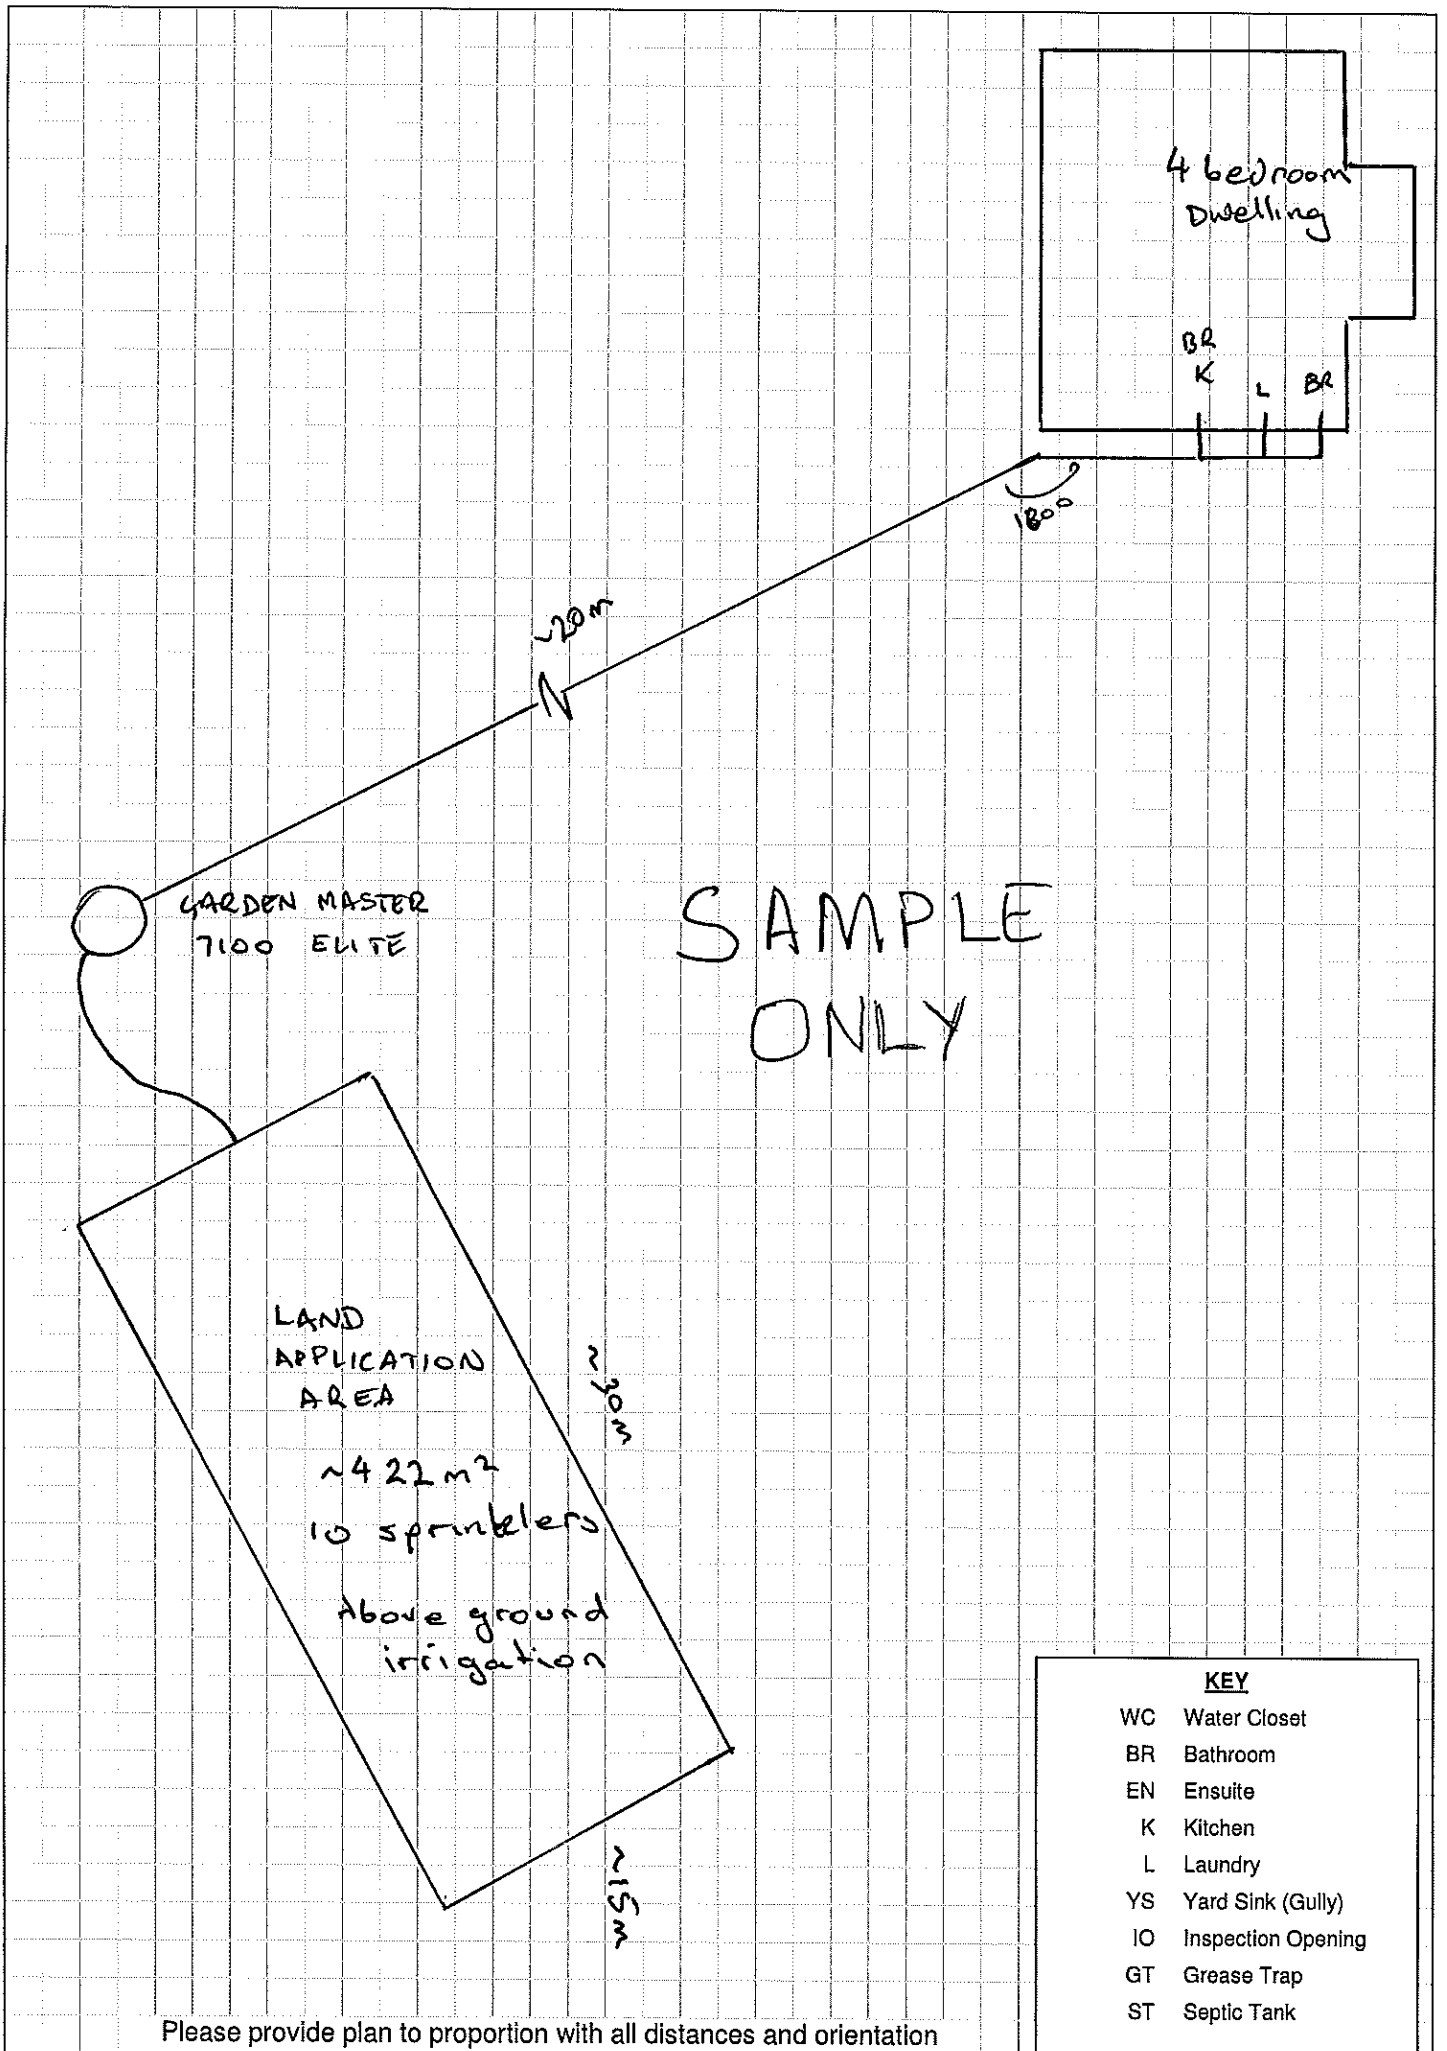 4 bedroom
Dwelling
BR
K
L
BR
1800
~20m
N
GARDEN MASTER
7100 ELITE
SAMPLE
ONLY
LAND
APPLICATION
AREA
~30m
~422m²
10 sprinklers
Above ground
irrigation
~15m
KEY
WC Water Closet
BR Bathroom
EN Ensuite
K Kitchen
L Laundry
YS Yard Sink (Gully)
IO Inspection Opening
GT Grease Trap
ST Septic Tank
Please provide plan to proportion with all distances and orientation